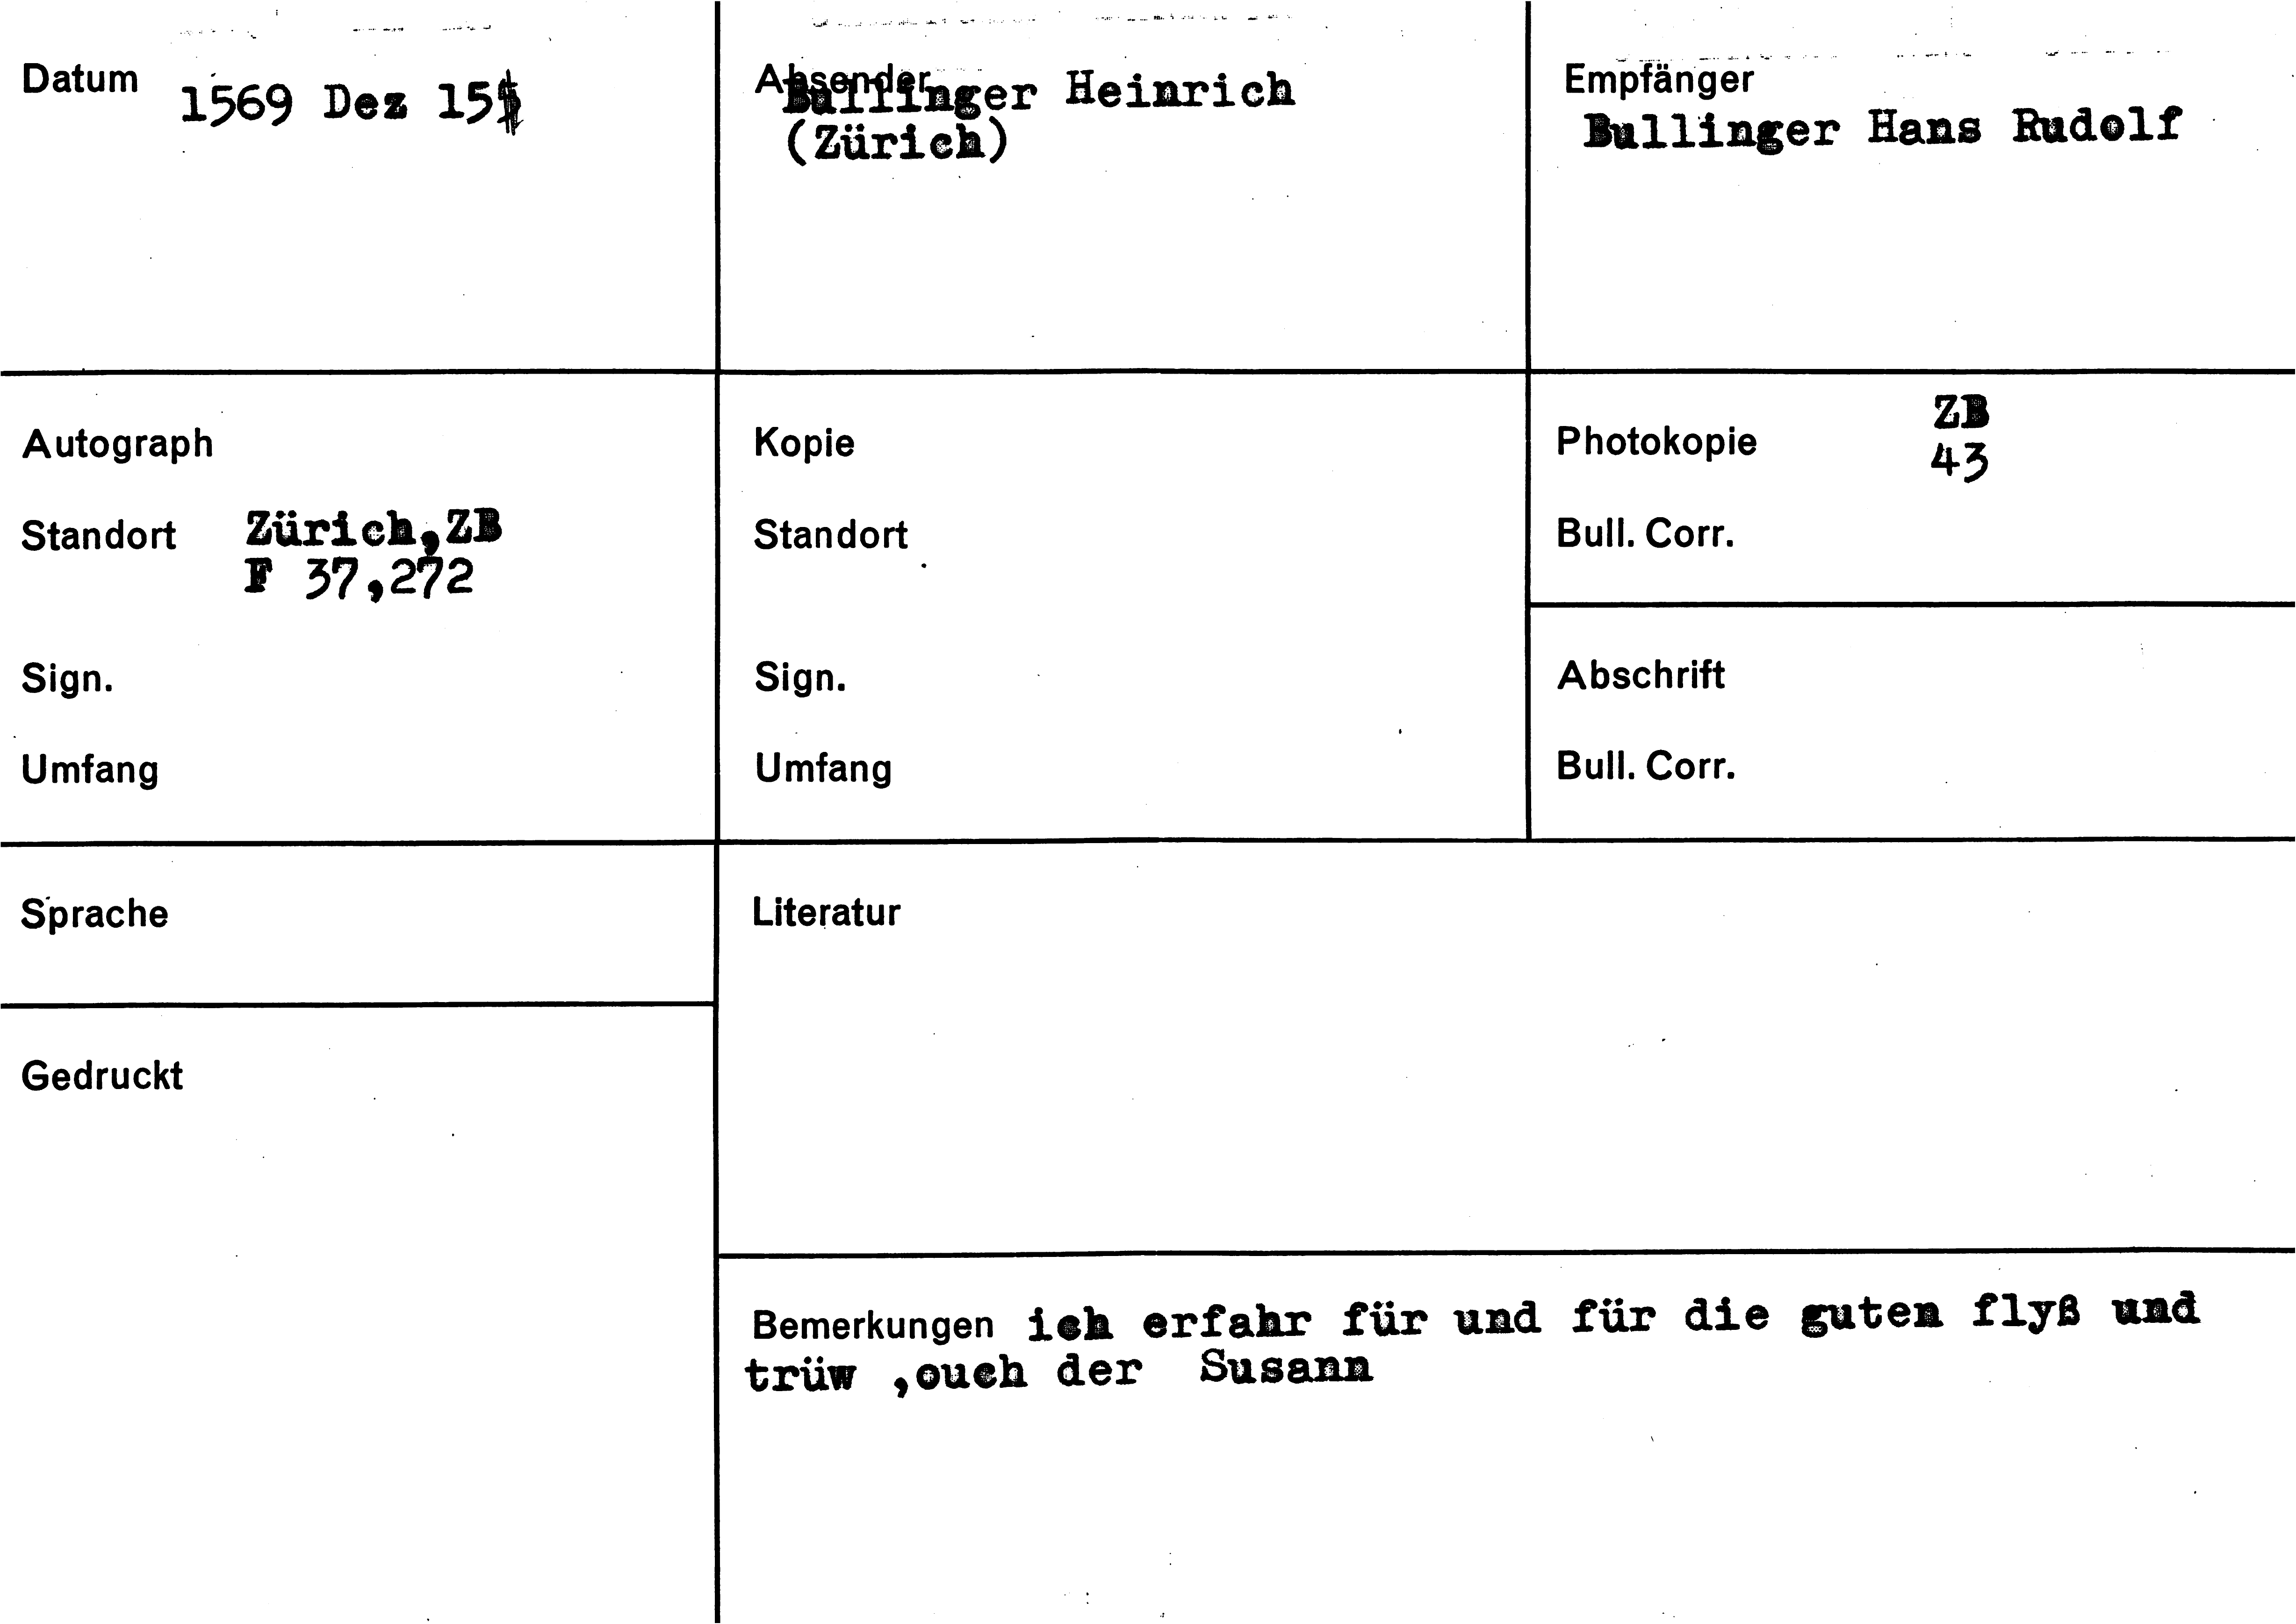 Datum 1569 Dez 15
Absender Bullinger Heinrich
(Zürich)
Empfänger
Bullinger Hans Rudolf
Autograph
Standort Zürich,ZB
F 37,272
Sign.
Umfang
Kopie
Standort
Sign.
Umfang
Photokopie ZB
43
Bull. Corr.
Abschrift
Bull. Corr.
Sprache
Gedruckt
Literatur
Bemerkungen ich erfahr für und für die guten flyß und
trüw ,ouch der Susann